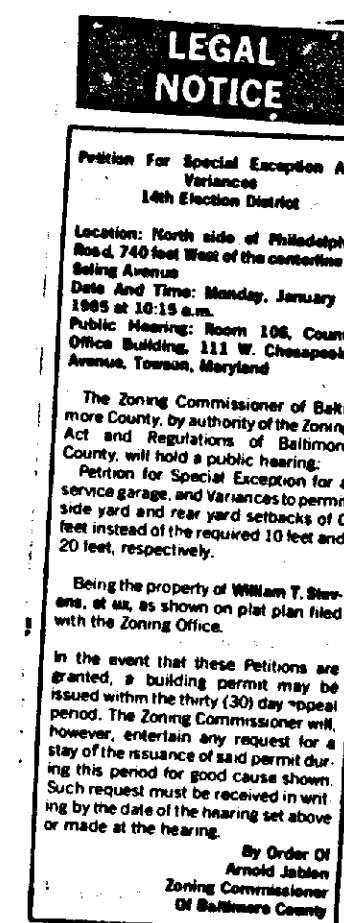 LEGAL
NOTICE
Petition For Special Exception A
Variances
14th Election District
Location: North side of Philadelph
Road, 740 feet West of the centerline
Seling Avenue
Date And Time: Monday, January
1985 at 10:15 a.m.
Public Hearing: Room 106, Coun
Office Building, 111 W. Chesapeak
Avenue, Towson, Maryland
The Zoning Commissioner of Balti
more County, by authority of the Zoning
Act and Regulations of Baltimore
County, will hold a public hearing:
Petition for Special Exception for a
service garage, and Variances to permit
side yard and rear yard setbacks of 0
feet instead of the required 10 feet and
20 feet, respectively.
Being the property of William T. Stev-
ens, et ux, as shown on plat plan filed
with the Zoning Office.
In the event that these Petitions are
granted, a building permit may be
issued within the thirty (30) day appeal
period. The Zoning Commissioner will,
however, entertain any request for a
stay of the issuance of said permit dur-
ing this period for good cause shown.
Such request must be received in writ
ing by the date of the hearing set above
or made at the hearing.
By Order Of
Arnold Jablon
Zoning Commissioner
Of Baltimore County